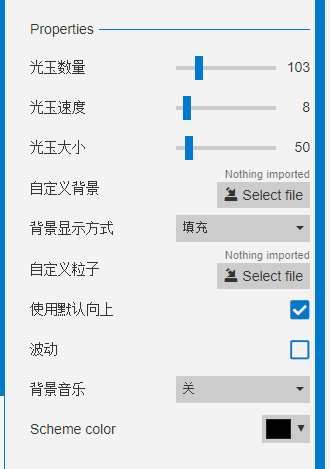 Properties
光玉数量 103
光玉速度 8
光玉大小 50
Nothing imported
自定义背景 Select file
背景显示方式 填充
Nothing imported
自定义粒子 Select file
使用默认向上
波动
背景音乐 关
Scheme color